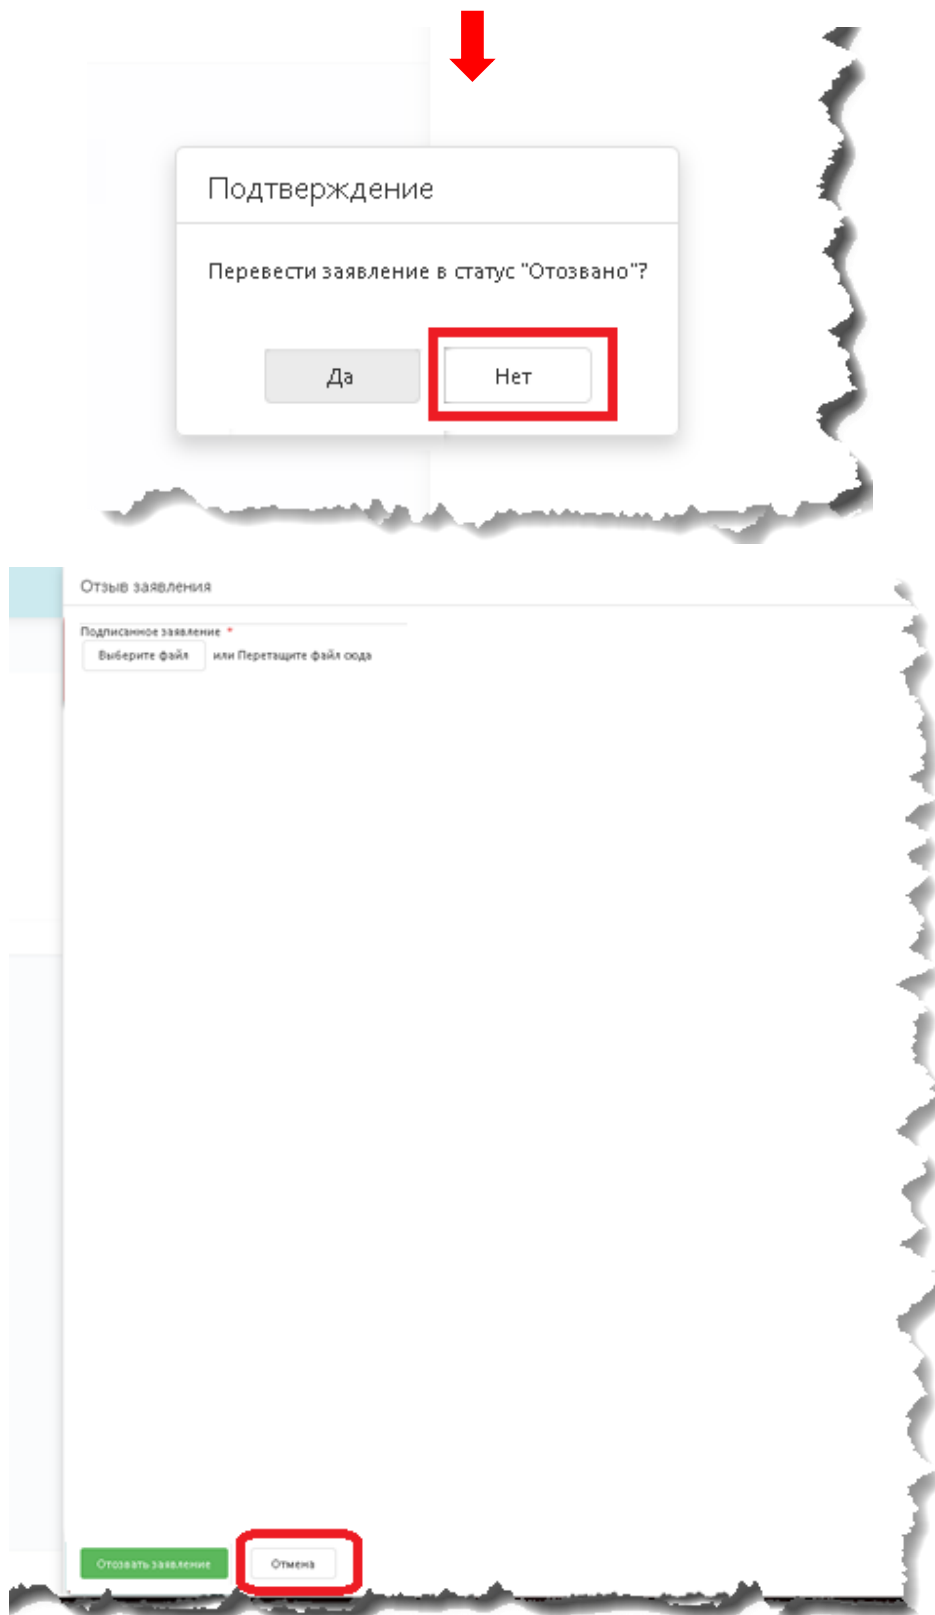 Подтверждение
Перевести заявление в статус "Отозвано"?
Да Нет
Отзыв заявления
Подписанное заявление *
Выберите файл или Перетащите файл сюда
Отозвать заявление Отмена